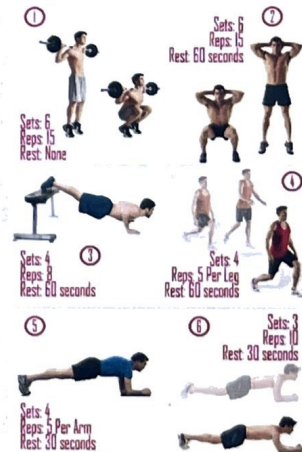 1
Sets: 6
Reps: 15
Rest: None
2
Sets: 6
Reps: 15
Rest: 60 seconds
3
Sets: 4
Reps: 8
Rest: 60 seconds
4
Sets: 4
Reps: 5 Per Leg
Rest: 60 seconds
5
Sets: 4
Reps: 5 Per Arm
Rest: 30 seconds
6
Sets: 3
Reps: 10
Rest: 30 seconds